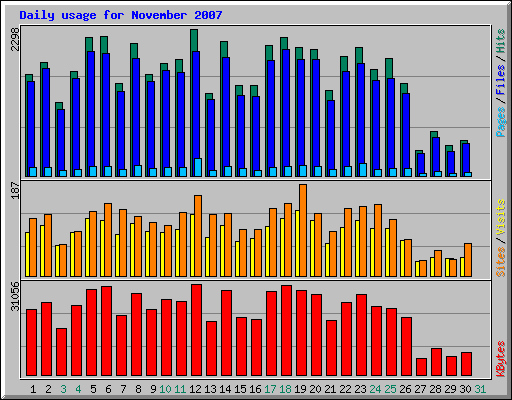 Daily usage for November 2007
2298
Pages / Files / Hits
187
Sites / Visits
31056
KBytes
1 2 3 4 5 6 7 8 9 10 11 12 13 14 15 16 17 18 19 20 21 22 23 24 25 26 27 28 29 30 31